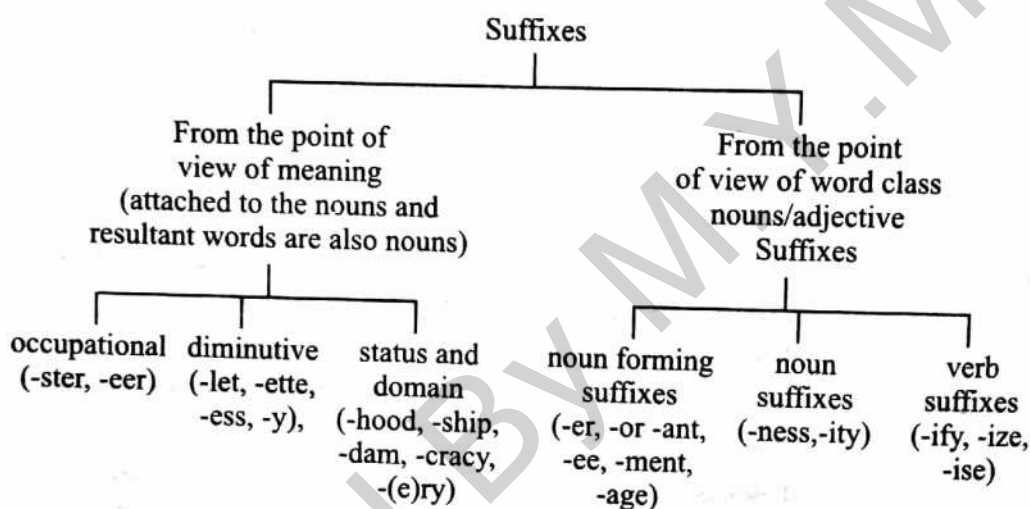 Suffixes
From the point of
view of meaning
(attached to the nouns and
resultant words are also nouns)
From the point
of view of word class
nouns/adjective
Suffixes
occupational
(-ster, -eer)
diminutive
(-let, -ette,
-ess, -y),
status and
domain
(-hood, -ship,
-dam, -cracy,
-(e)ry)
noun forming
suffixes
(-er, -or -ant,
-ee, -ment,
-age)
noun
suffixes
(-ness,-ity)
verb
suffixes
(-ify, -ize,
-ise)
By M.Y.M